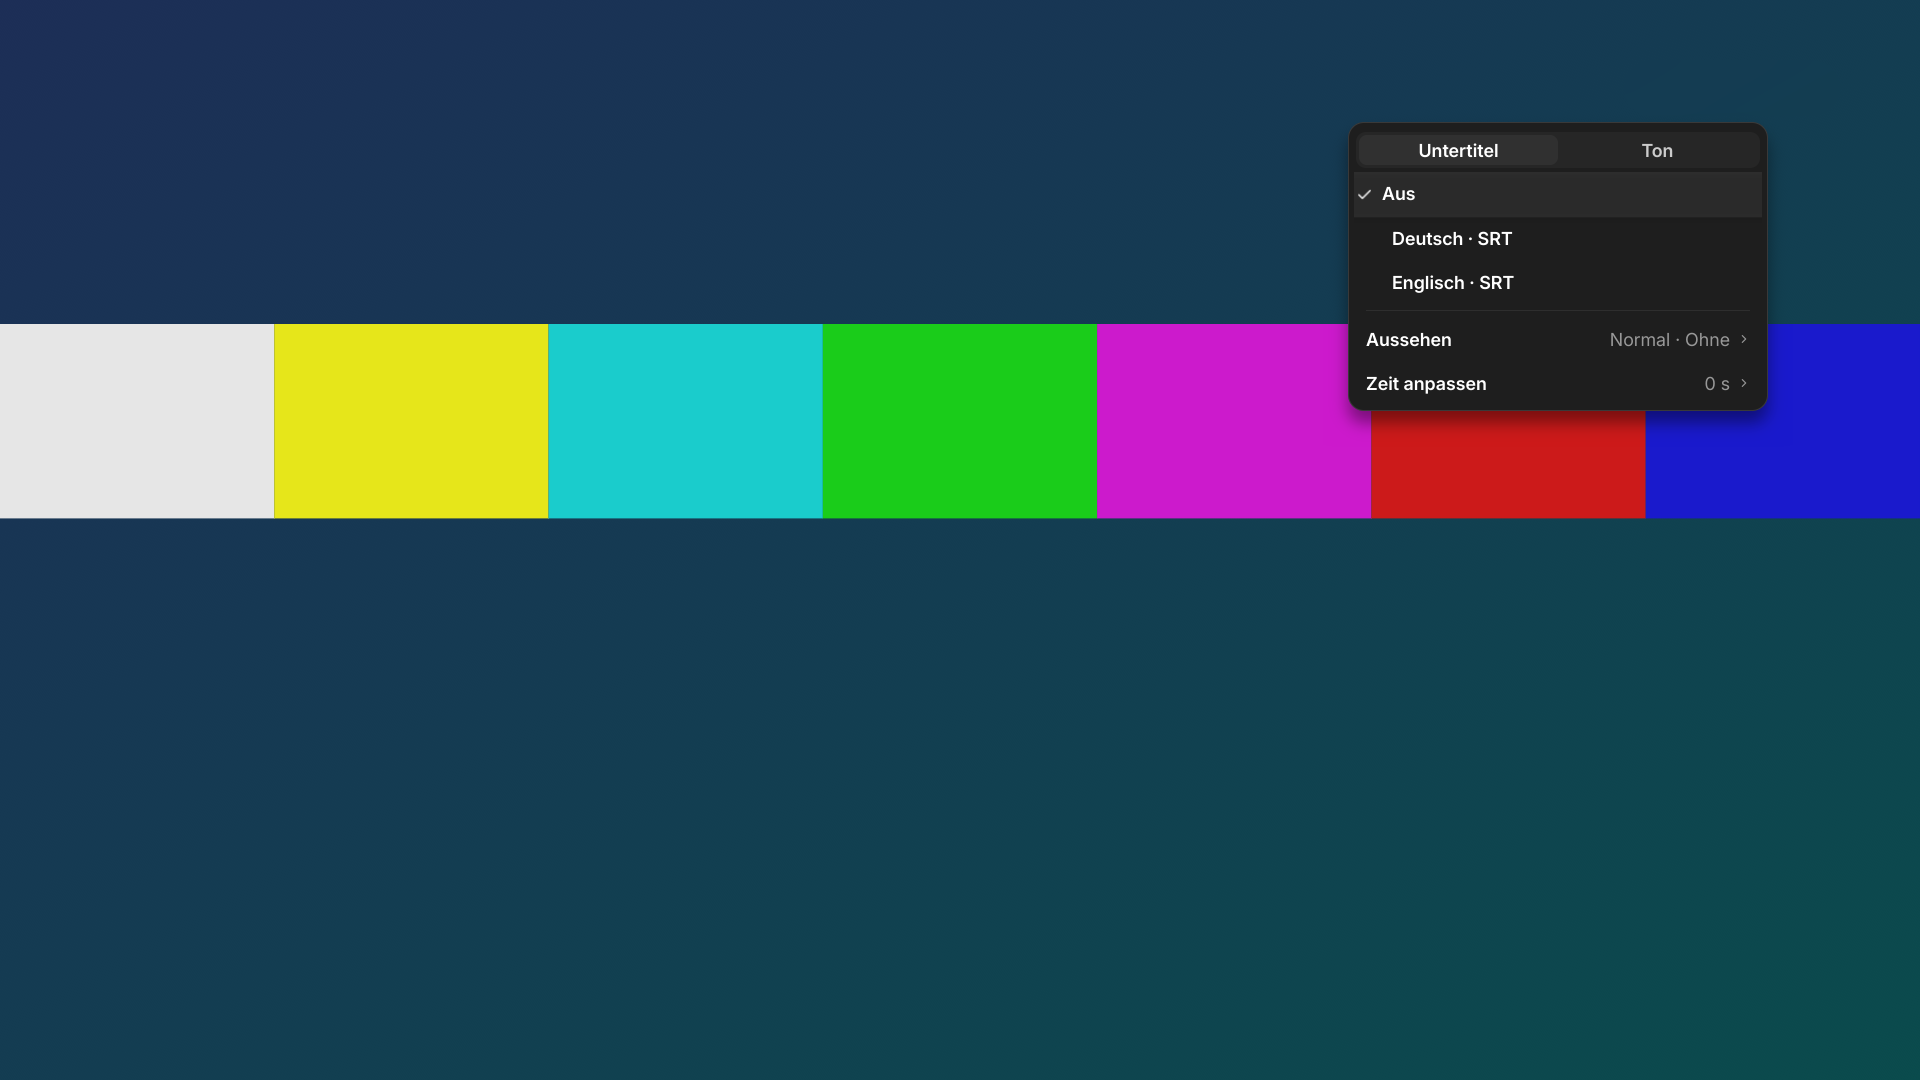 Untertitel Ton
Aus
Deutsch · SRT
Englisch · SRT
Aussehen Normal · Ohne
Zeit anpassen 0 s